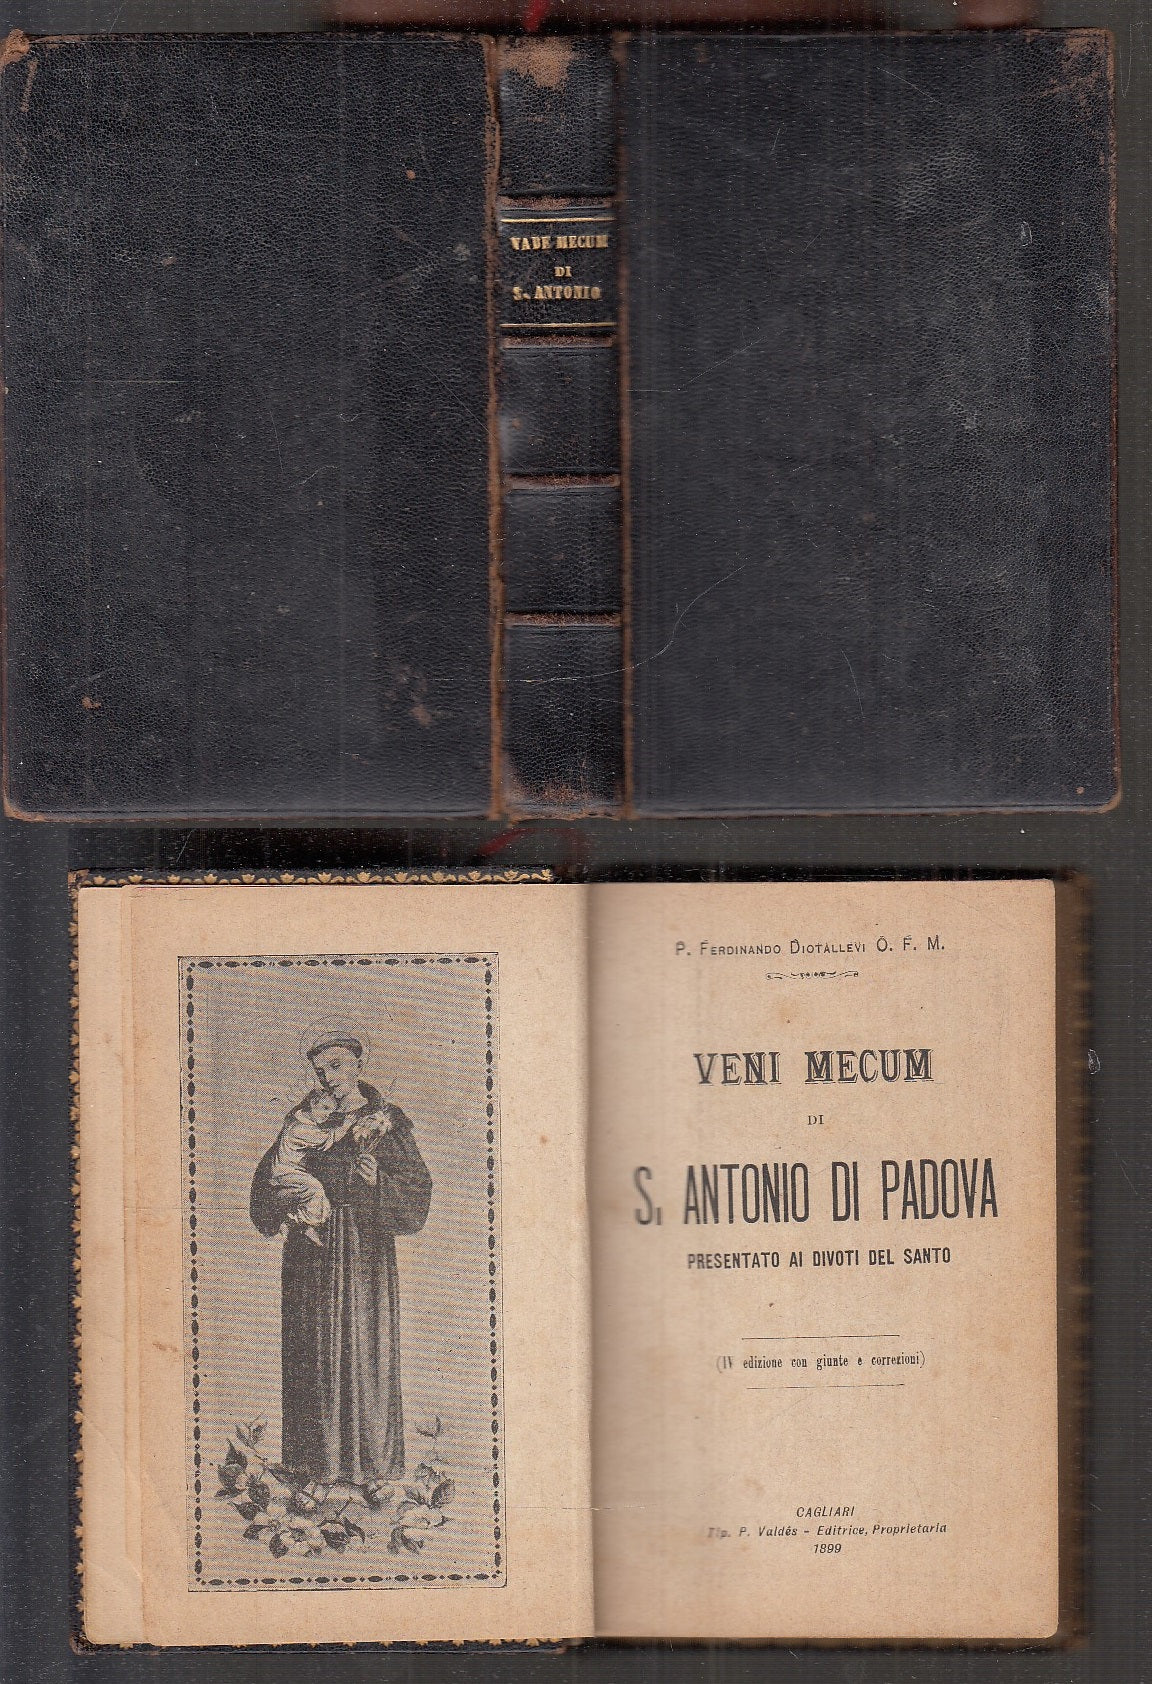 VADE MECUM
DI
S. ANTONIO
P. FERDINANDO DIOTALLEVI O. F. M.
VENI MECUM
DI
S. ANTONIO DI PADOVA
PRESENTATO AI DIVOTI DEL SANTO
(IV edizione con giunte e correzioni)
CAGLIARI
Tip. P. Valdés - Editrice, Proprietaria
1899